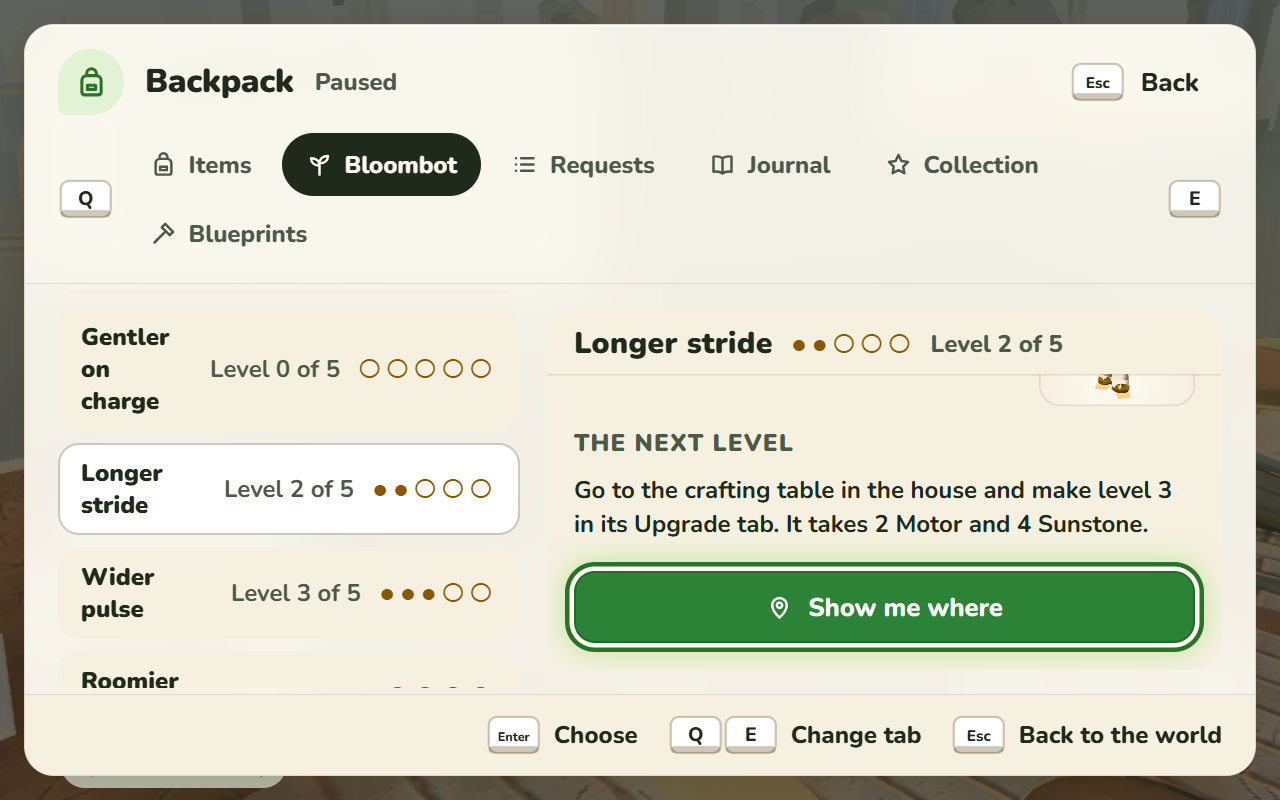 Backpack Paused
Esc Back
Items Bloombot Requests Journal Collection
Q
E
Blueprints
Gentler on charge
Level 0 of 5
Longer stride
Level 2 of 5
Wider pulse
Level 3 of 5
Roomier
Longer stride Level 2 of 5
THE NEXT LEVEL
Go to the crafting table in the house and make level 3
in its Upgrade tab. It takes 2 Motor and 4 Sunstone.
Show me where
Enter Choose Q E Change tab Esc Back to the world